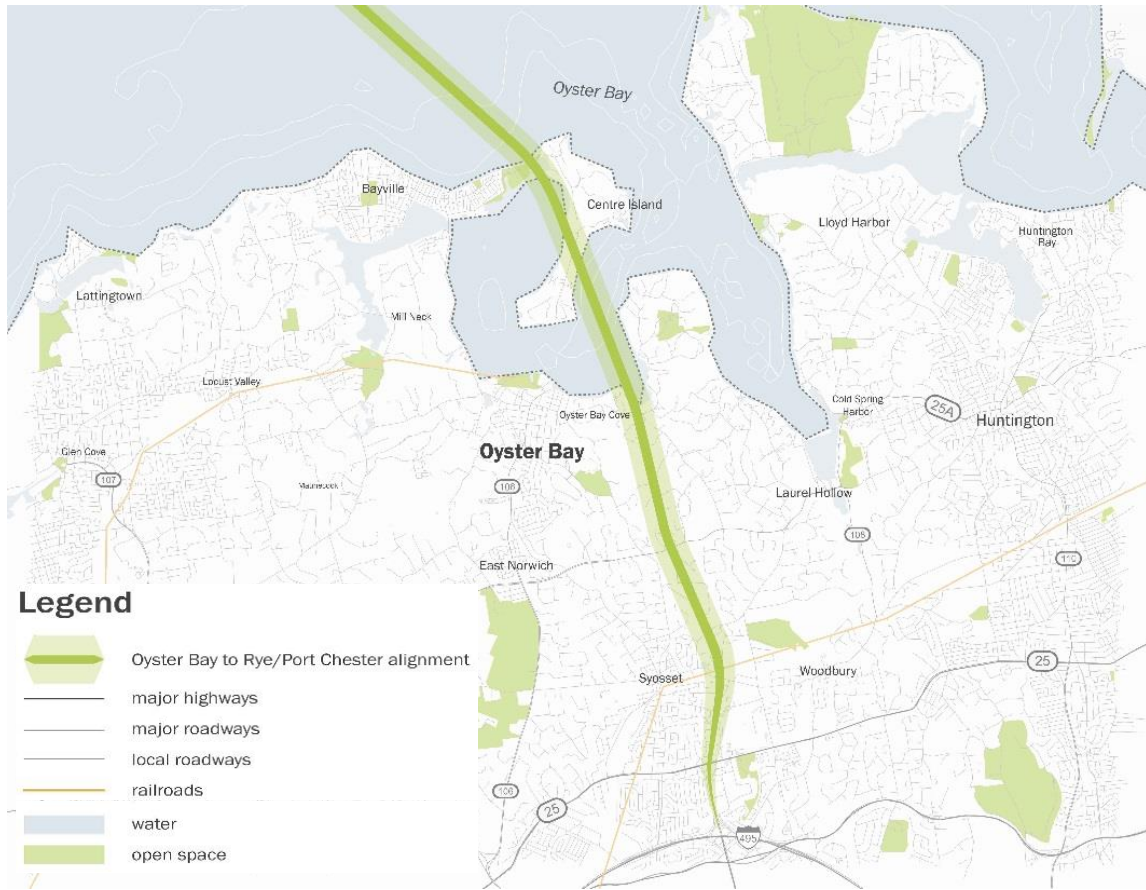 Oyster Bay
Bayville
Centre Island
Lloyd Harbor
Huntington
Bay
Lattingtown
Mill Neck
Locust Valley
Cold Spring
Harbor
25A
Oyster Bay Cove
Huntington
Glen Cove
Oyster Bay
107
106
Laurel Hollow
East Norwich
110
Legend
Oyster Bay to Rye/Port Chester alignment
major highways
major roadways
local roadways
railroads
water
open space
Syosset
Woodbury
25
106
25
495